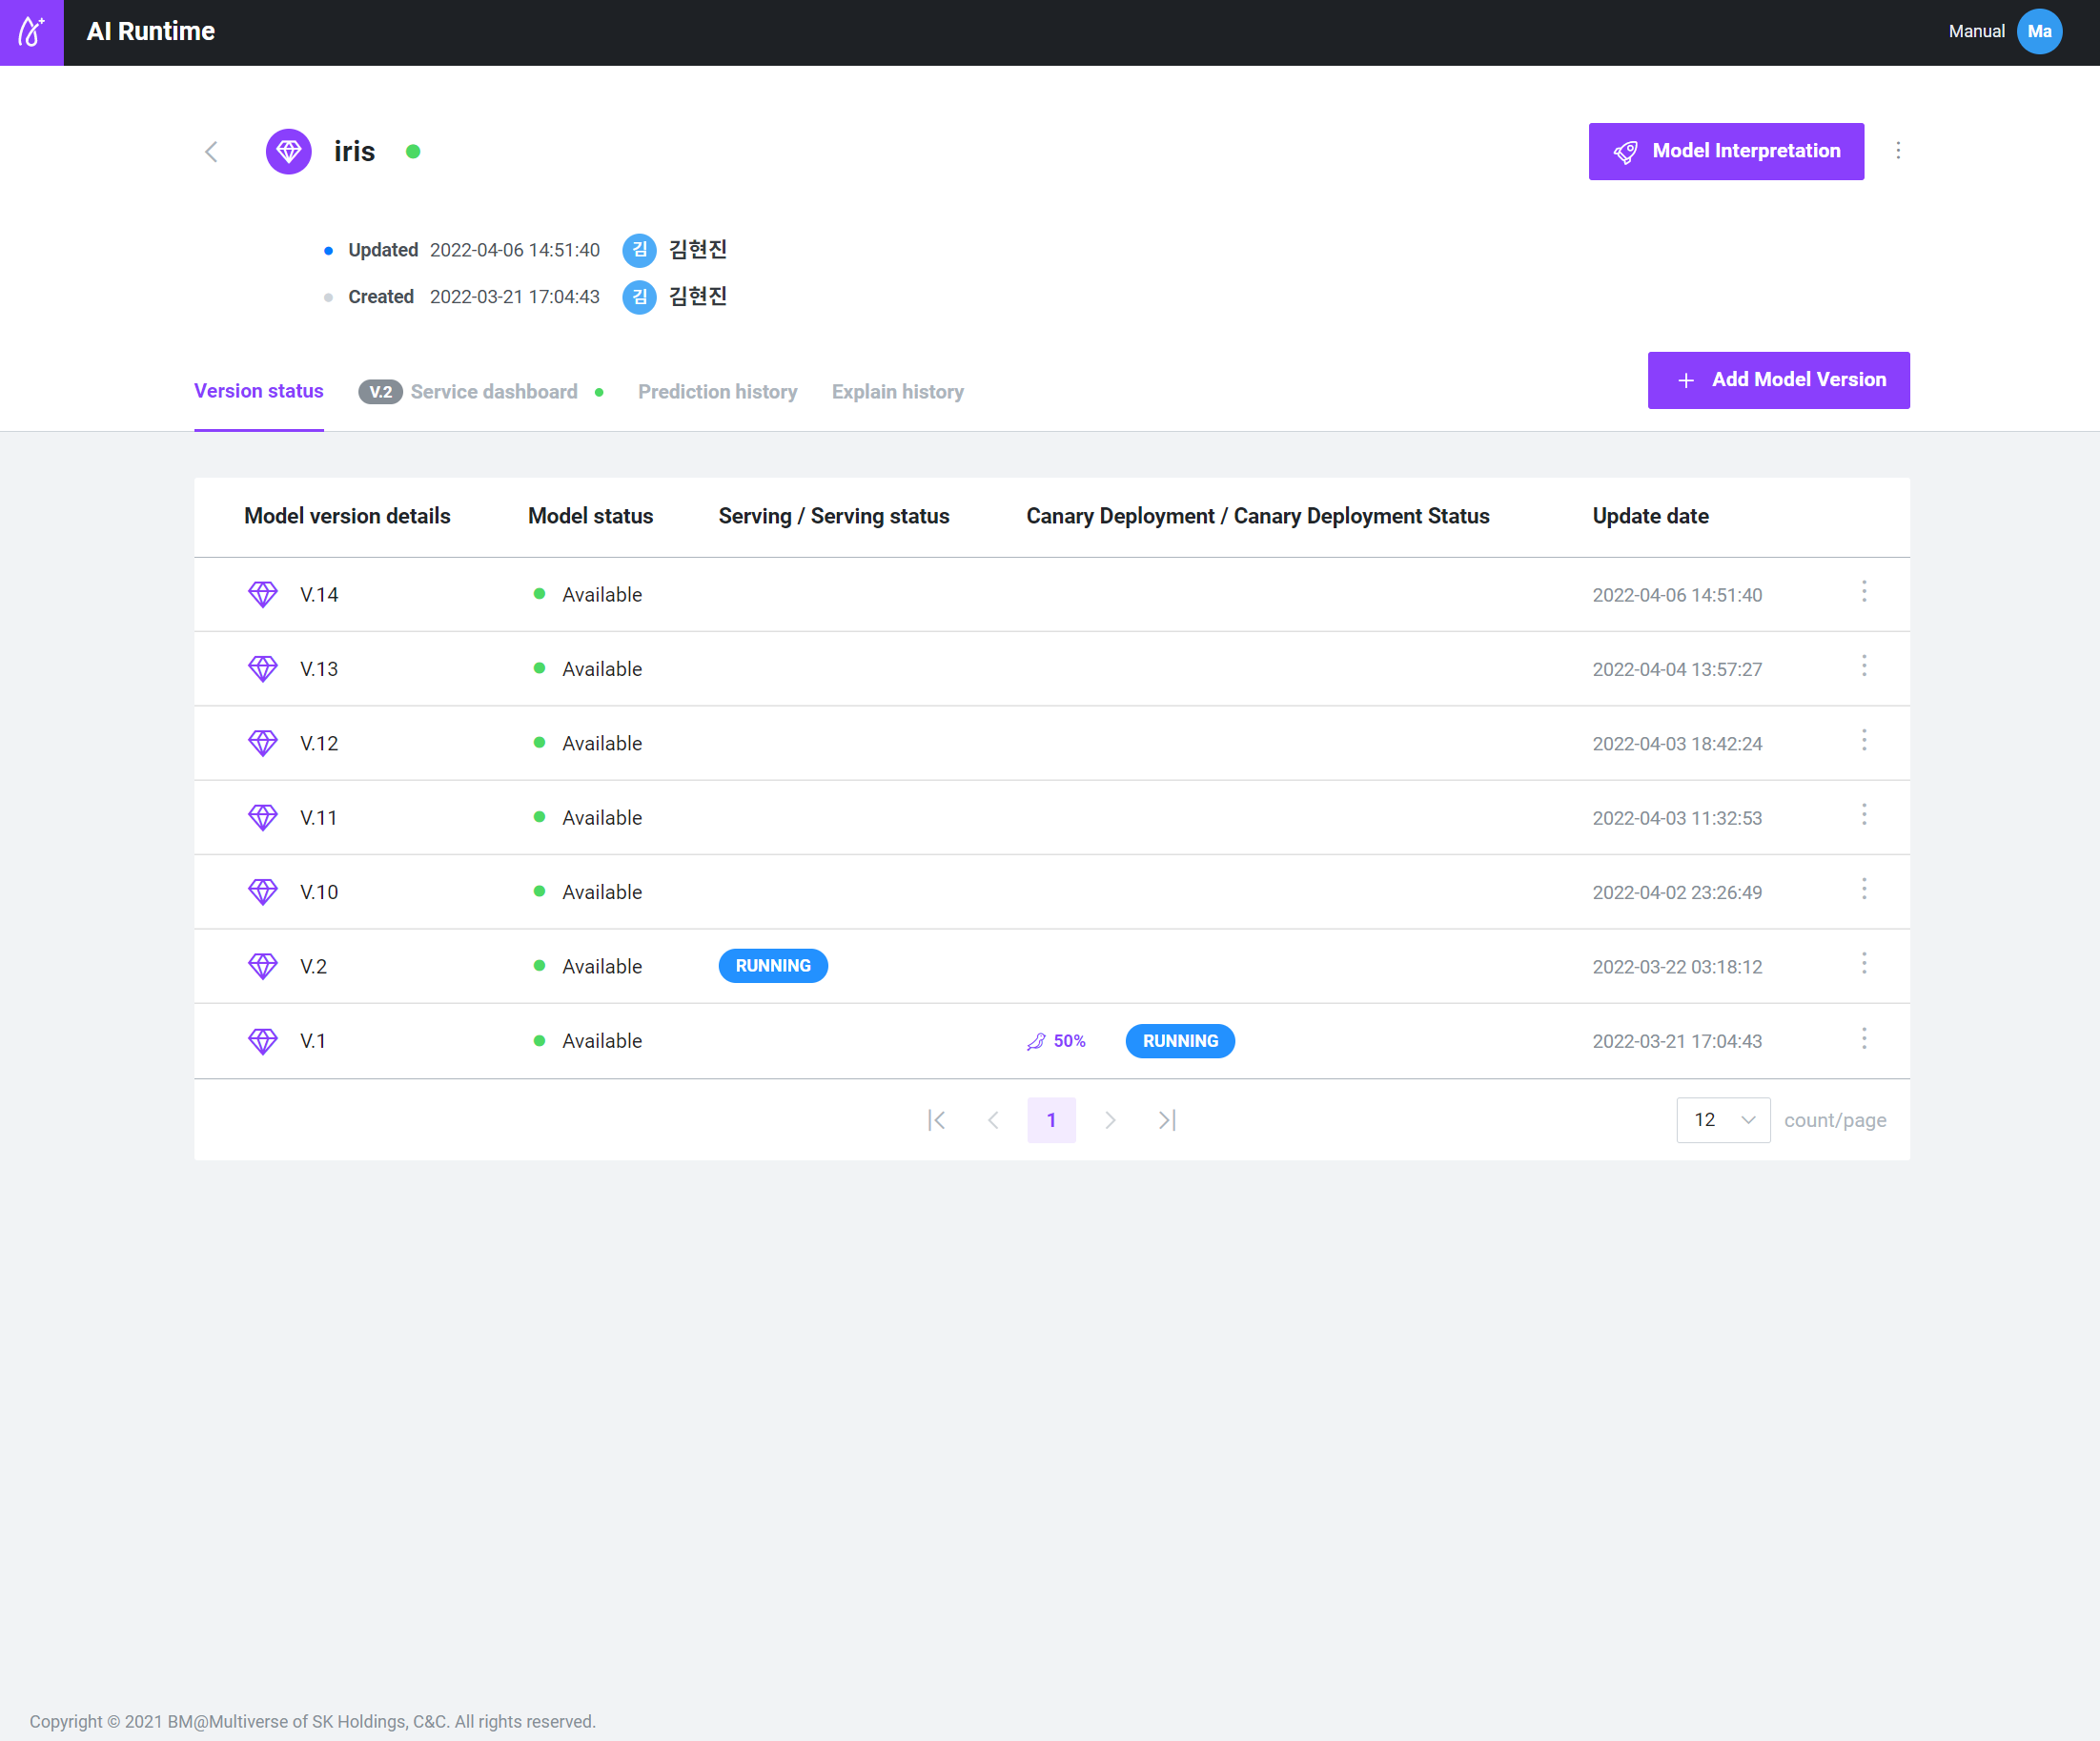 AI Runtime
Manual Ma
iris
Model Interpretation
Updated 2022-04-06 14:51:40 김 김현진
Created 2022-03-21 17:04:43 김 김현진
Version status V.2 Service dashboard Prediction history Explain history
Add Model Version
Model version details Model status Serving / Serving status Canary Deployment / Canary Deployment Status Update date
V.14 Available 2022-04-06 14:51:40
V.13 Available 2022-04-04 13:57:27
V.12 Available 2022-04-03 18:42:24
V.11 Available 2022-04-03 11:32:53
V.10 Available 2022-04-02 23:26:49
V.2 Available RUNNING 2022-03-22 03:18:12
V.1 Available 50% RUNNING 2022-03-21 17:04:43
1 12 count/page
Copyright © 2021 BM@Multiverse of SK Holdings, C&C. All rights reserved.